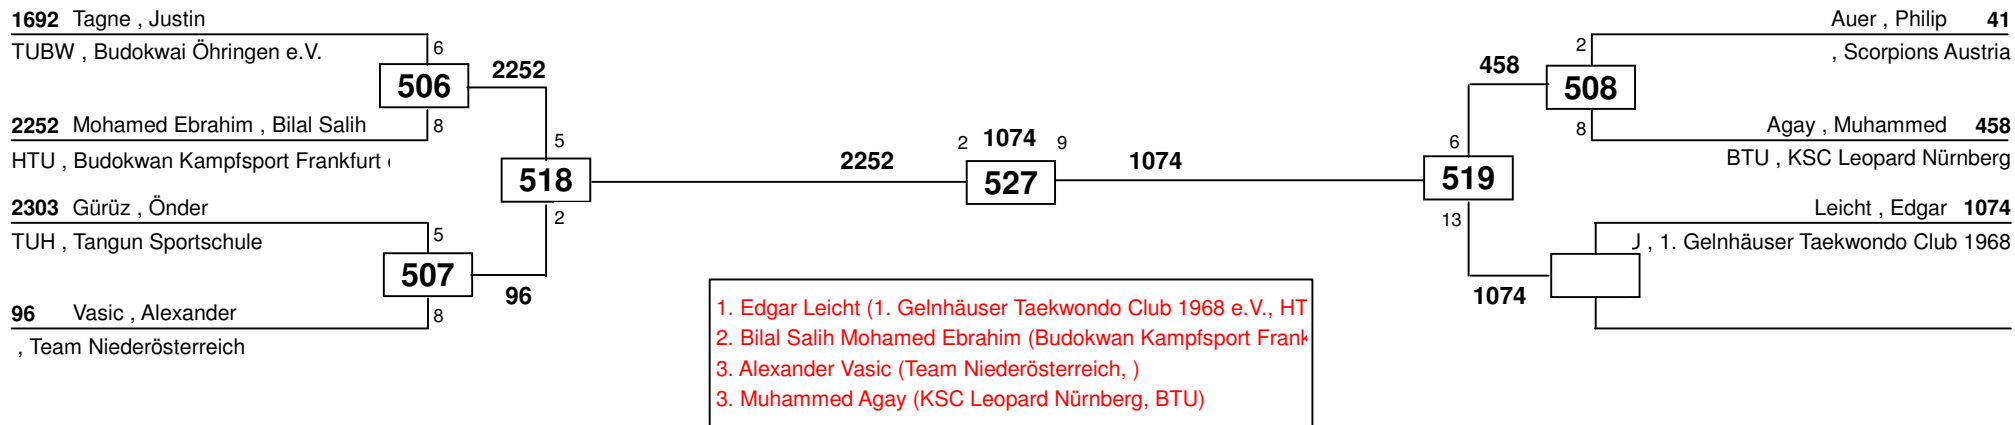 1692 Tagne , Justin
TUBW , Budokwai Öhringen e.V.
6
506
2252
2252 Mohamed Ebrahim , Bilal Salih
8
HTU , Budokwan Kampfsport Frankfurt
5
518
2
2303 Gürüz , Önder
TUH , Tangun Sportschule
5
507
96
96 Vasic , Alexander
8
, Team Niederösterreich
2252
2 1074 9
527
1074
Auer , Philip 41
2
, Scorpions Austria
458
508
Agay , Muhammed 458
8
BTU , KSC Leopard Nürnberg
6
519
13
Leicht , Edgar 1074
, 1. Gelnhäuser Taekwondo Club 1968
1074
1. Edgar Leicht (1. Gelnhäuser Taekwondo Club 1968 e.V., HT
2. Bilal Salih Mohamed Ebrahim (Budokwan Kampfsport Frank
3. Alexander Vasic (Team Niederösterreich, )
3. Muhammed Agay (KSC Leopard Nürnberg, BTU)